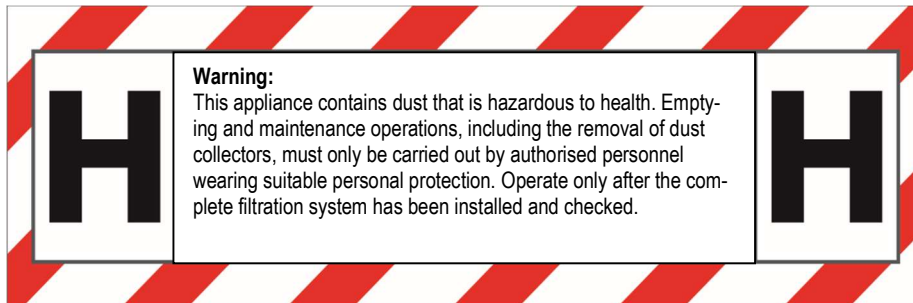 H
Warning:
This appliance contains dust that is hazardous to health. Empty-
ing and maintenance operations, including the removal of dust
collectors, must only be carried out by authorised personnel
wearing suitable personal protection. Operate only after the com-
plete filtration system has been installed and checked.
H